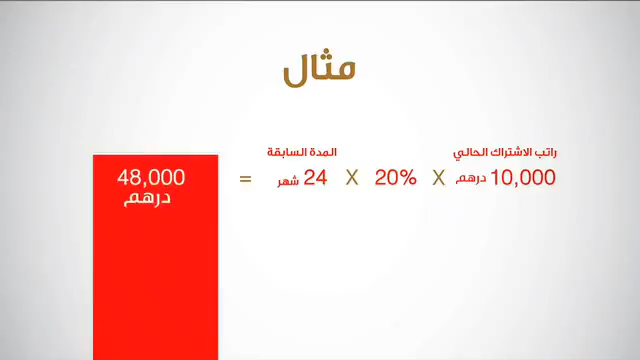 مثال
راتب الاشتراك الحالي
المدة السابقة
10,000 درهم X 20% X 24 شهر =
48,000
درهم